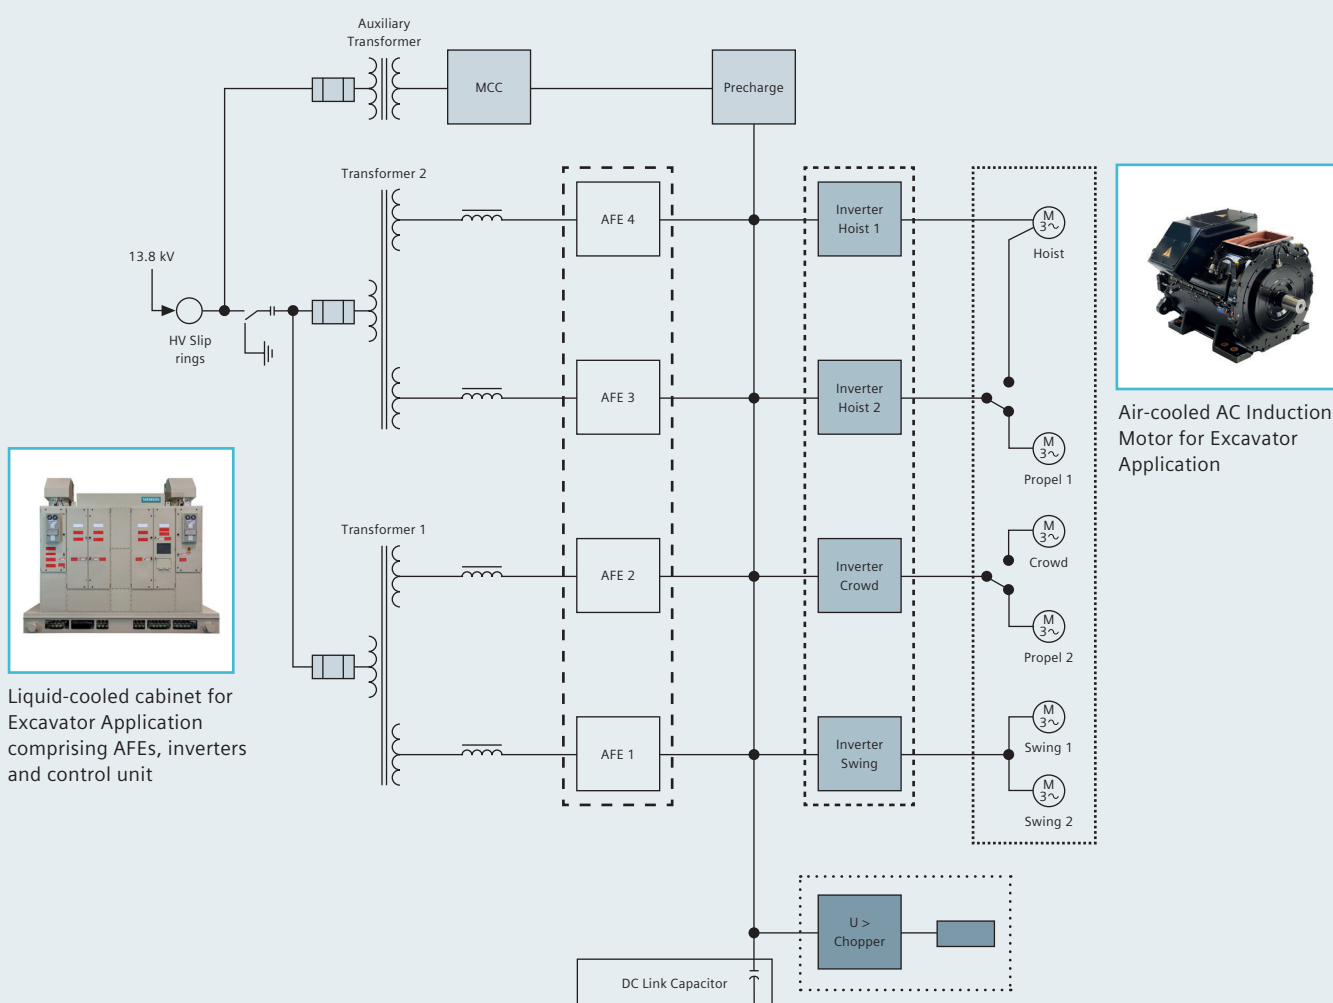 Auxiliary
Transformer
MCC
Precharge
Transformer 2
AFE 4
Inverter
Hoist 1
M
3~
Hoist
13.8 kV
HV Slip
rings
AFE 3
Inverter
Hoist 2
M
3~
Propel 1
Air-cooled AC Induction
Motor for Excavator
Application
Transformer 1
AFE 2
Inverter
Crowd
M
3~
Crowd
M
3~
Propel 2
SIEMENS
Liquid-cooled cabinet for
Excavator Application
comprising AFEs, inverters
and control unit
AFE 1
Inverter
Swing
M
3~
Swing 1
M
3~
Swing 2
U >
Chopper
DC Link Capacitor